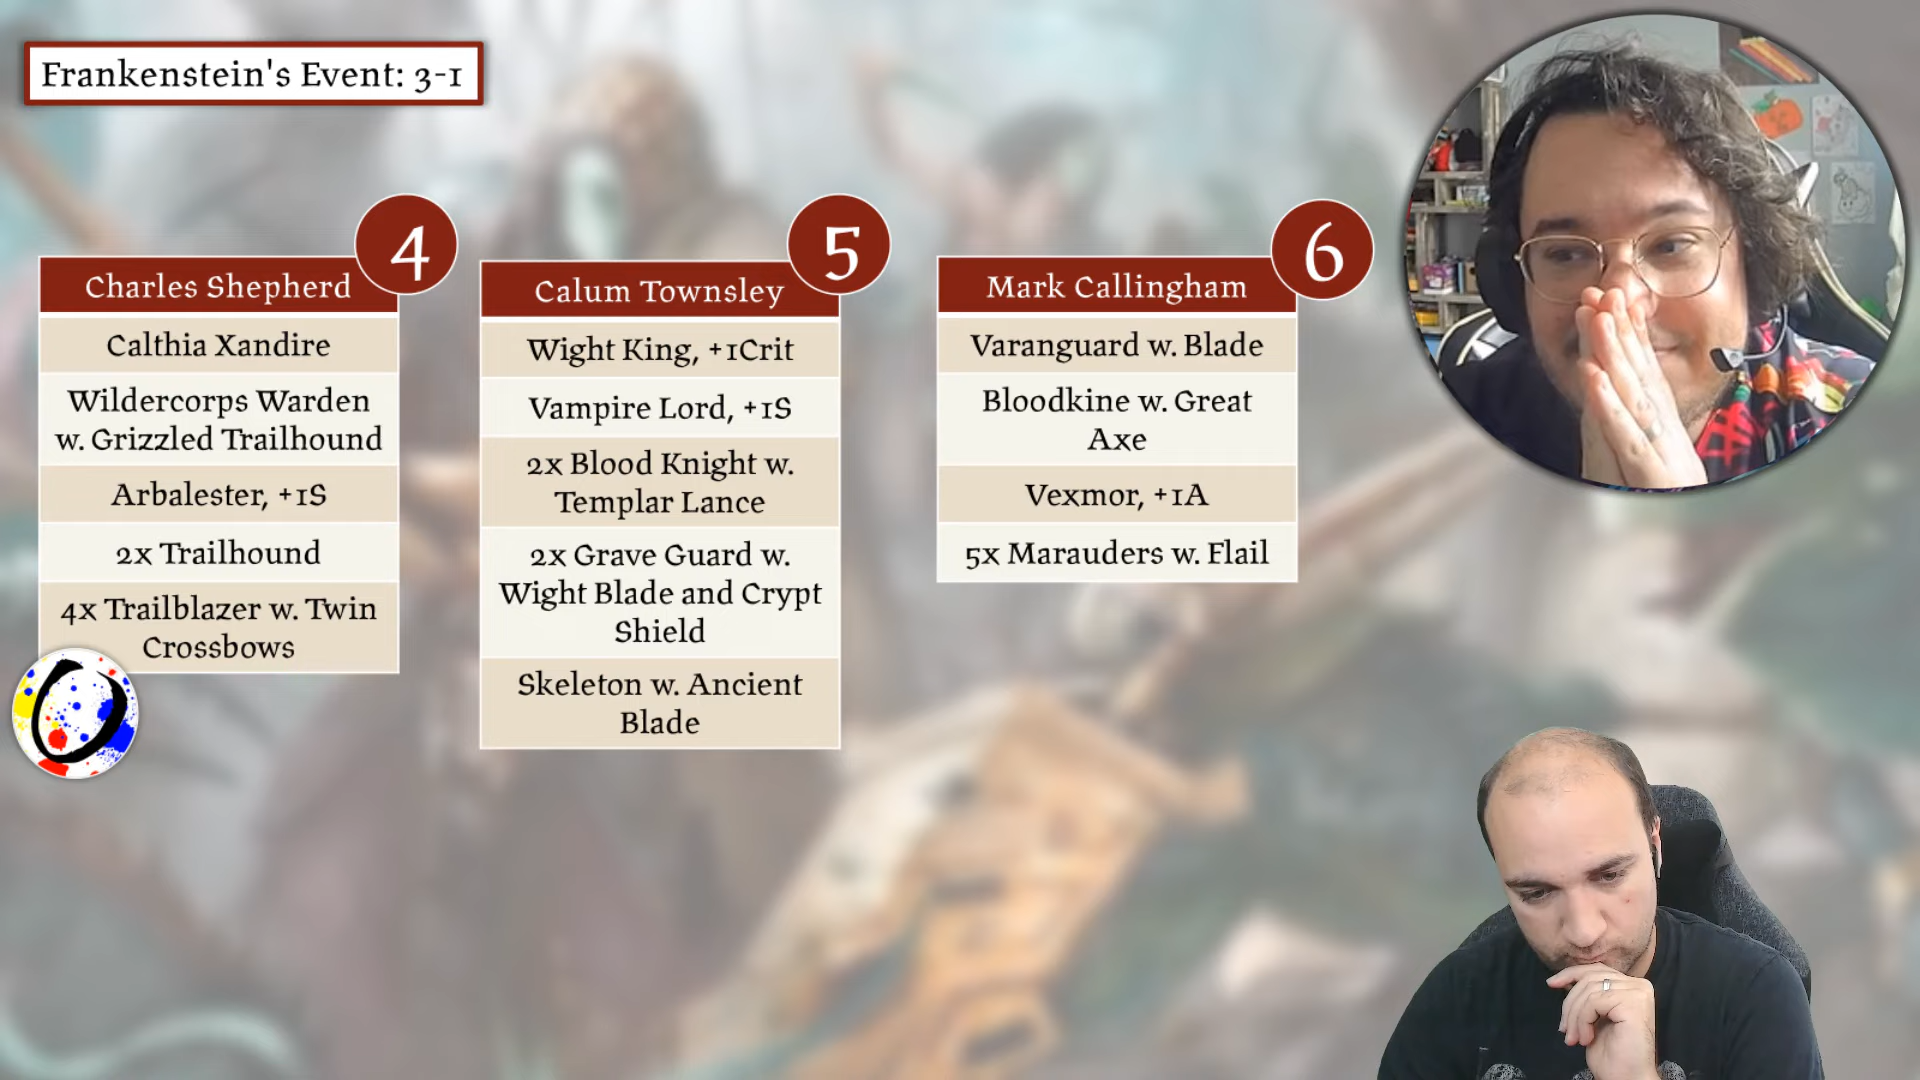 Frankenstein's Event: 3-1
4
Charles Shepherd
Calthia Xandire
Wildercorps Warden
w. Grizzled Trailhound
Arbalester, +1S
2x Trailhound
4x Trailblazer w. Twin
Crossbows
5
Calum Townsley
Wight King, +1Crit
Vampire Lord, +1S
2x Blood Knight w.
Templar Lance
2x Grave Guard w.
Wight Blade and Crypt
Shield
Skeleton w. Ancient
Blade
6
Mark Callingham
Varanguard w. Blade
Bloodkine w. Great
Axe
Vexmor, +1A
5x Marauders w. Flail